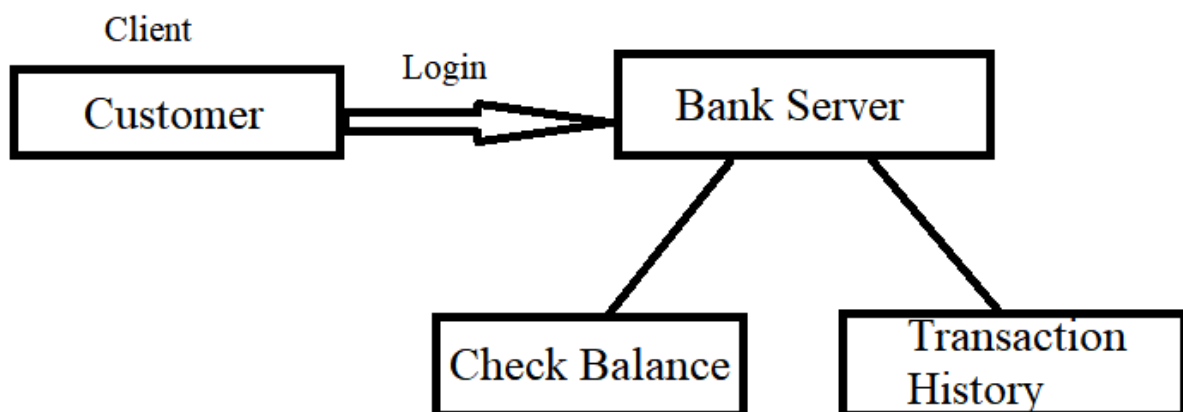 Client
Login
Customer
Bank Server
Check Balance
Transaction
History